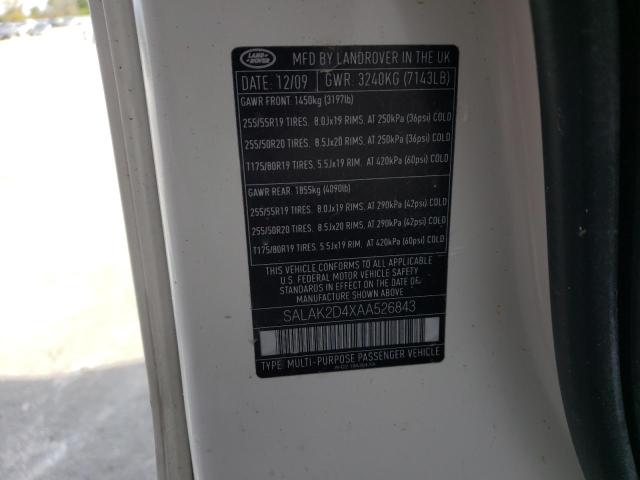 LAND-
ROVER
MFD BY LANDROVER IN THE UK
DATE: 12/09 GWR: 3240KG (7143LB)
GAWR FRONT: 1450kg (3197lb)
255/55R19 TIRES. 8.0Jx19 RIMS, AT 250kPa (36psi) COLD
255/50R20 TIRES. 8.5Jx20 RIMS, AT 250kPa (36psi) COLD
T175/80R19 TIRES. 5.5Jx19 RIM, AT 420kPa (60psi) COLD
GAWR REAR: 1855kg (4090lb)
255/55R19 TIRES. 8.0Jx19 RIMS, AT 290kPa (42psi) COLD
255/50R20 TIRES. 8.5Jx20 RIMS, AT 290kPa (42psi) COLD
T175/80R19 TIRES. 5.5Jx19 RIM, AT 420kPa (60psi) COLD
THIS VEHICLE CONFORMS TO ALL APPLICABLE
U.S. FEDERAL MOTOR VEHICLE SAFETY
STANDARDS IN EFFECT ON THE DATE OF
MANUFACTURE SHOWN ABOVE.
SALAK2D4XAA526843
TYPE: MULTI-PURPOSE PASSENGER VEHICLE